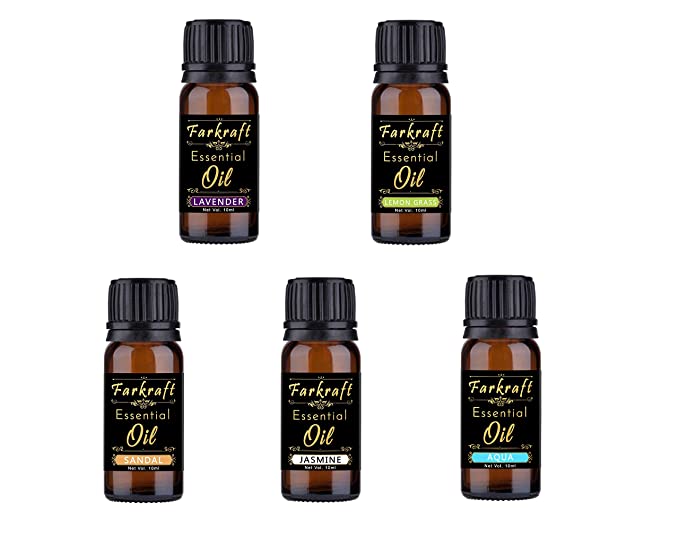 Farkraft
Essential
Oil
LAVENDER
Net Vol. 10ml
Farkraft
Essential
Oil
LEMON GRASS
Net Vol. 10ml
Farkraft
Essential
Oil
SANDAL
Net Vol. 10ml
Farkraft
Essential
Oil
JASMINE
Net Vol. 10ml
Farkraft
Essential
Oil
AQUA
Net Vol. 10ml